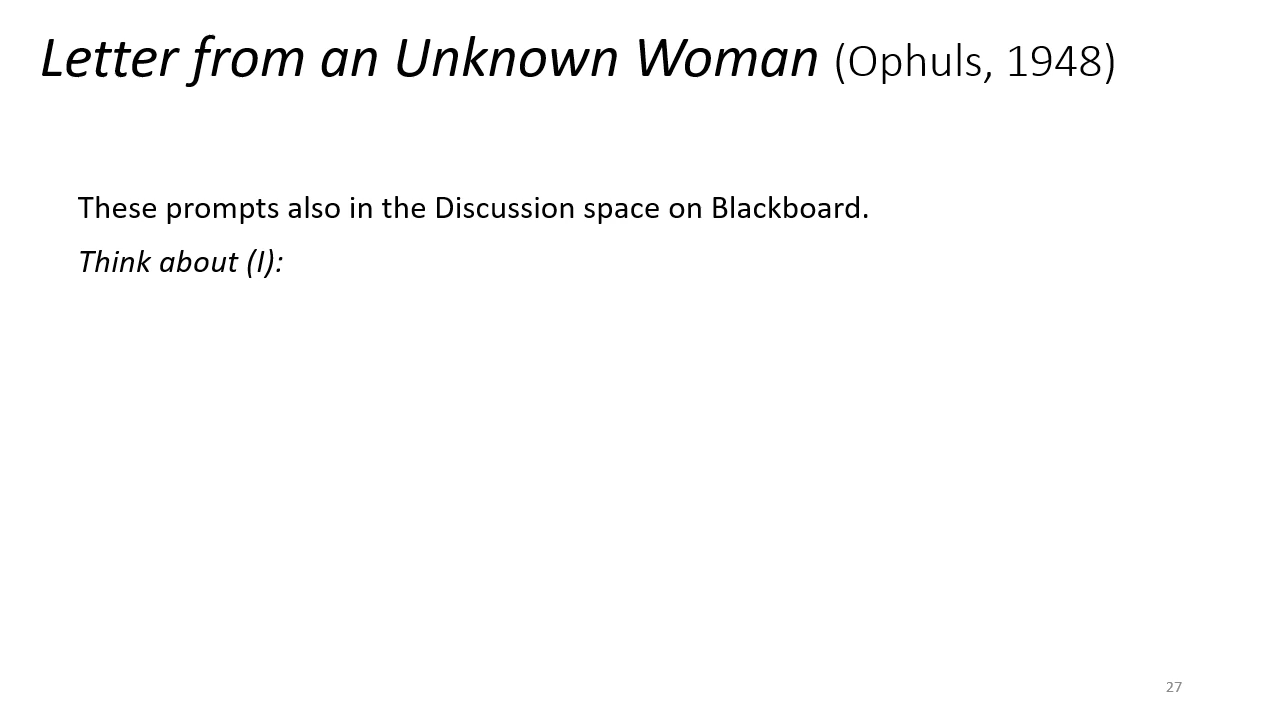 Letter from an Unknown Woman (Ophuls, 1948)
These prompts also in the Discussion space on Blackboard.
Think about (I):
27